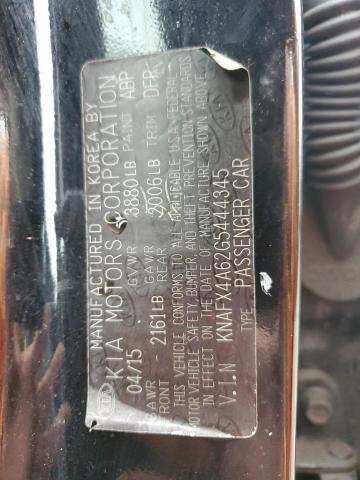 MANUFACTURED IN KOREA BY
KIA KIA MOTORS CORPORATION
04/15 GVWR 3880LB PAINT ABP
GAWR FRONT - 2161LB GAWR REAR - 2006LB TRIM DFR
THIS VEHICLE CONFORMS TO ALL APPLICABLE U.S.A. FEDERAL
MOTOR VEHICLE SAFETY, BUMPER, AND THEFT PREVENTION STANDARDS
IN EFFECT ON THE DATE OF MANUFACTURE SHOWN ABOVE.
V.I.N KNAFX4A62G5444345
TYPE PASSENGER CAR